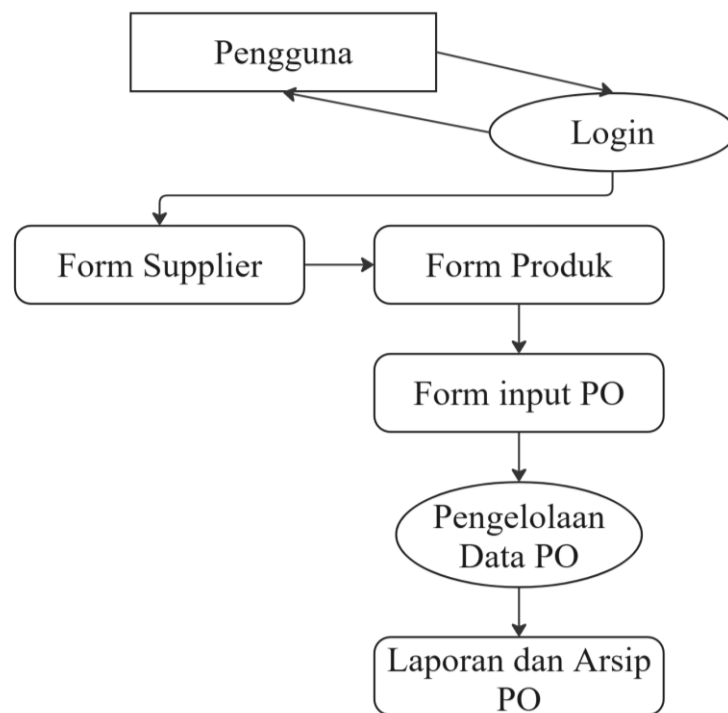 Pengguna
Login
Form Supplier
Form Produk
Form input PO
Pengelolaan
Data PO
Laporan dan Arsip
PO